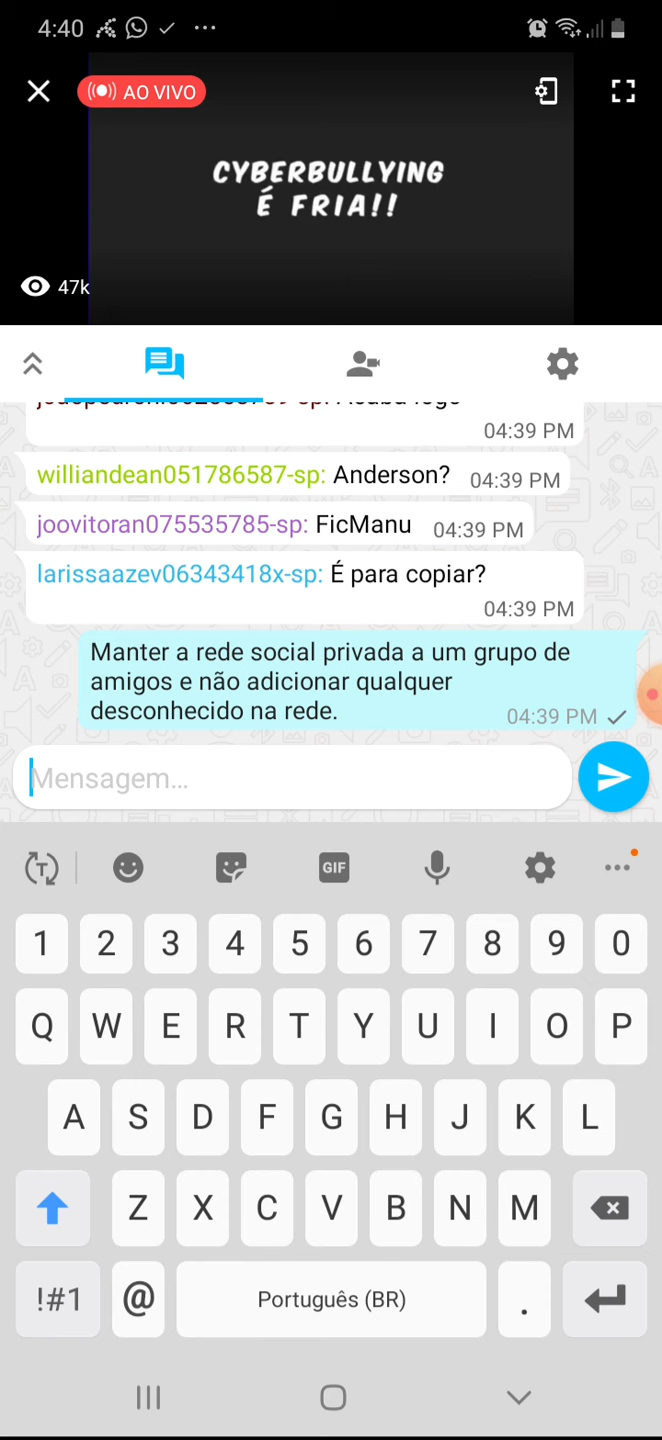 4:40
AO VIVO
CYBERBULLYING
É FRIA!!
47k
04:39 PM
williandean051786587-sp: Anderson? 04:39 PM
joovitoran075535785-sp: FicManu 04:39 PM
larissaazev06343418x-sp: É para copiar?
04:39 PM
Manter a rede social privada a um grupo de
amigos e não adicionar qualquer
desconhecido na rede. 04:39 PM
Mensagem...
T GIF
1 2 3 4 5 6 7 8 9 0
Q W E R T Y U I O P
A S D F G H J K L
Z X C V B N M
!#1 @ Português (BR) .